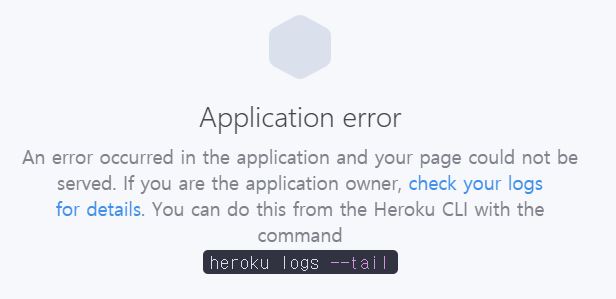 Application error
An error occurred in the application and your page could not be
served. If you are the application owner, check your logs
for details. You can do this from the Heroku CLI with the
command
heroku logs --tail